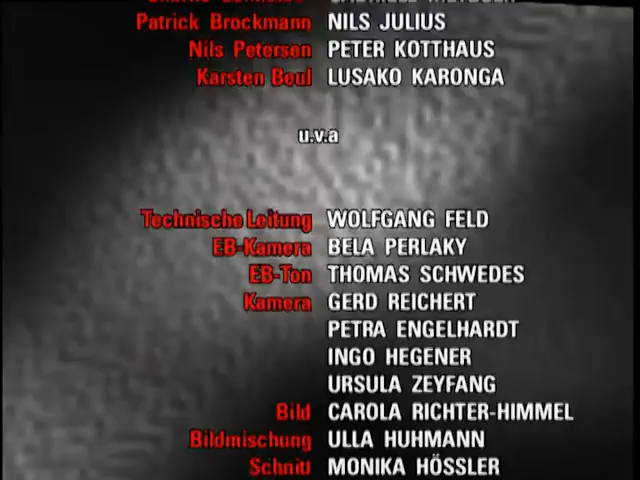 Patrick Brockmann NILS JULIUS
Nils Petersen PETER KOTTHAUS
Karsten Beul LUSAKO KARONGA
u.v.a
Technische Leitung WOLFGANG FELD
EB-Kamera BELA PERLAKY
EB-Ton THOMAS SCHWEDES
Kamera GERD REICHERT
PETRA ENGELHARDT
INGO HEGENER
URSULA ZEYFANG
Bild CAROLA RICHTER-HIMMEL
Bildmischung ULLA HUHMANN
Schnitt MONIKA HÖSSLER